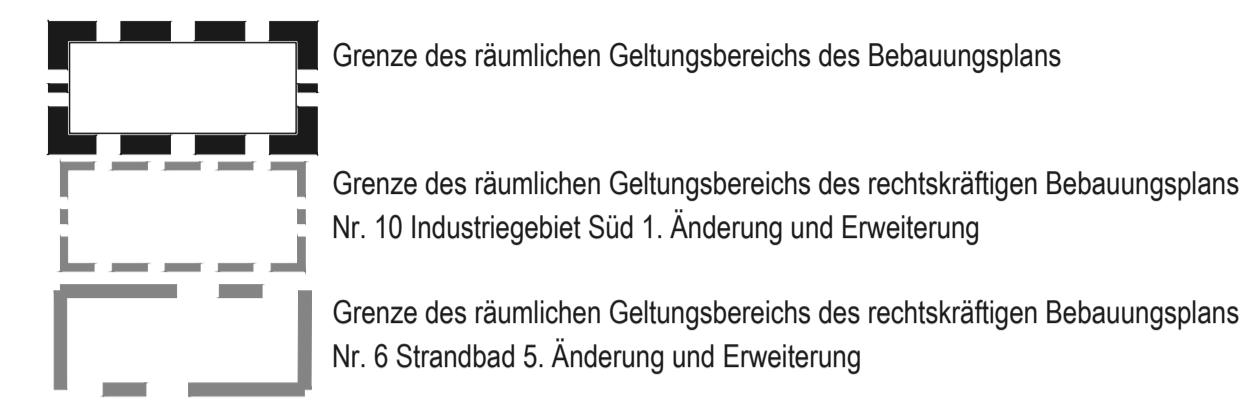 Grenze des räumlichen Geltungsbereichs des Bebauungsplans
Grenze des räumlichen Geltungsbereichs des rechtskräftigen Bebauungsplans
Nr. 10 Industriegebiet Süd 1. Änderung und Erweiterung
Grenze des räumlichen Geltungsbereichs des rechtskräftigen Bebauungsplans
Nr. 6 Strandbad 5. Änderung und Erweiterung